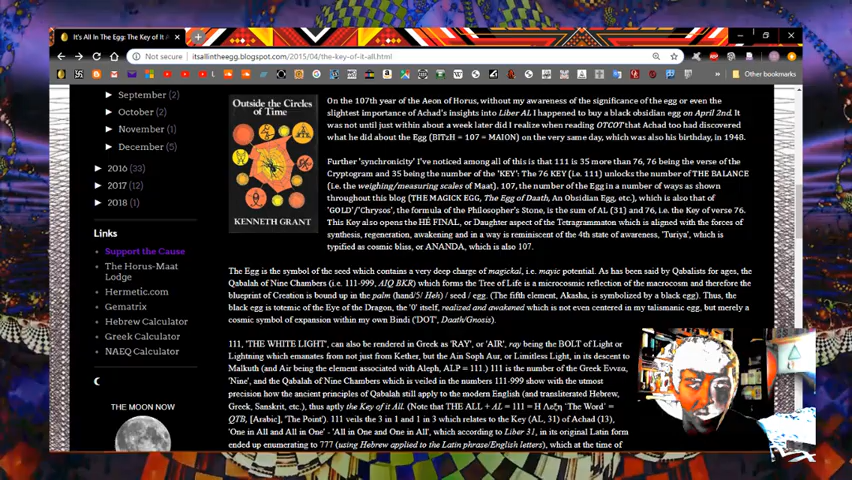 It's All In The Egg: The Key of It A
Not secure
itsallintheegg.blogspot.com/2015/04/the-key-of-it-all.html
Other bookmarks
September (2)
October (2)
November (1)
December (5)
2016 (33)
2017 (12)
2018 (1)
Links
Support the Cause
The Horus-Maat
Lodge
Hermetic.com
Gematrix
Hebrew Calculator
Greek Calculator
NAEQ Calculator
THE MOON NOW
Outside the Circles
of Time
KENNETH GRANT
On the 107th year of the Aeon of Horus, without my awareness of the significance of the egg or even the
slightest importance of Achad's insights into Liber AL I happened to buy a black obsidian egg on April 2nd. It
was not until just within about a week later did I realize when reading OTCOT that Achad too had discovered
what he did about the Egg (BITzH = 107 = MAION) on the very same day, which was also his birthday, in 1948.
Further 'synchronicity' I've noticed among all of this is that 111 is 35 more than 76, 76 being the verse of the
Cryptogram and 35 being the number of the 'KEY': The 76 KEY (i.e. 111) unlocks the number of THE BALANCE
(i.e. the weighing/measuring scales of Maat). 107, the number of the Egg in a number of ways as shown
throughout this blog (THE MAGICK EGG, The Egg of Daath, An Obsidian Egg, etc.), which is also that of
'GOLD'/'Chrysos', the formula of the Philosopher's Stone, is the sum of AL (31) and 76, i.e. the Key of verse 76.
This Key also opens the HÉ FINAL, or Daughter aspect of the Tetragrammaton which is aligned with the forces of
synthesis, regeneration, awakening and in a way is reminiscent of the 4th state of awareness, 'Turiya', which is
typified as cosmic bliss, or ANANDA, which is also 107.
The Egg is the symbol of the seed which contains a very deep charge of magickal, i.e. mayic potential. As has been said by Qabalists for ages, the
Qabalah of Nine Chambers (i.e. 111-999, AIQ BKR) which forms the Tree of Life is a microcosmic reflection of the macrocosm and therefore the
blueprint of Creation is bound up in the palm (hand/5/ Heh) / seed / egg. (The fifth element, Akasha, is symbolized by a black egg). Thus, the
black egg is totemic of the Eye of the Dragon, the '0' itself, realized and awakened which is not even centered in my talismanic egg, but merely a
cosmic symbol of expansion within my own Bindi ('DOT', Daath/Gnosis).
111, 'THE WHITE LIGHT', can also be rendered in Greek as 'RAY', or 'AIR', ray being the BOLT of Light or
Lightning which emanates from not just from Kether, but the Ain Soph Aur, or Limitless Light, in its descent to
Malkuth (and Air being the element associated with Aleph, ALP = 111.) 111 is the number of the Greek Εννεα,
'Nine', and the Qabalah of Nine Chambers which is veiled in the numbers 111-999 show with the utmost
precision how the ancient principles of Qabalah still apply to the modern English (and transliterated Hebrew,
Greek, Sanskrit, etc.), thus aptly the Key of it All. (Note that THE ALL + AL = 111 = Η Λεξη 'The Word' =
QTB, [Arabic], 'The Point'). 111 veils the 3 in 1 and 1 in 3 which relates to the Key (AL, 31) of Achad (13),
'One in All and All in One' - 'All in One and One in All', which according to Liber 31, in its original Latin form
ended up enumerating to 777 (using Hebrew applied to the Latin phrase/English letters), which at the time of